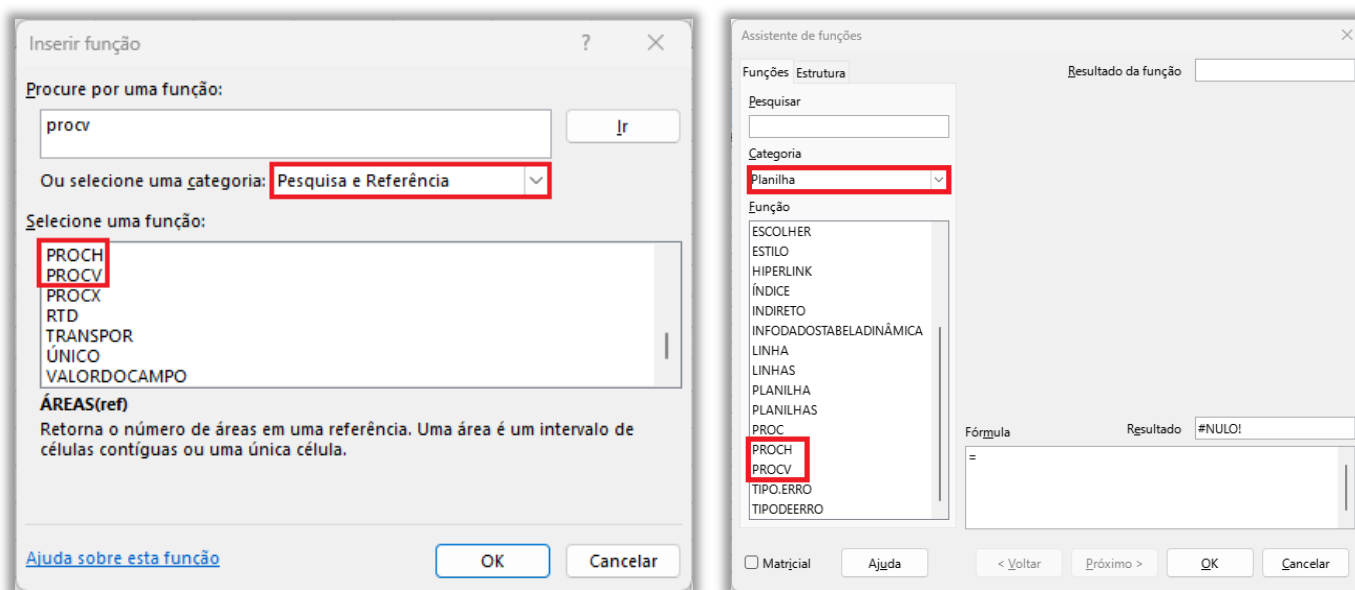 Inserir função
?
Procure por uma função:
procv
Ir
Ou selecione uma categoria: Pesquisa e Referência
Selecione uma função:
PROCH
PROCV
PROCX
RTD
TRANSPOR
ÚNICO
VALORDOCAMPO
ÁREAS(ref)
Retorna o número de áreas em uma referência. Uma área é um intervalo de
células contíguas ou uma única célula.
Ajuda sobre esta função
OK
Cancelar
Assistente de funções
Funções Estrutura
Resultado da função
Pesquisar
Categoria
Planilha
Função
ESCOLHER
ESTILO
HIPERLINK
ÍNDICE
INDIRETO
INFODADOSTABELADINÂMICA
LINHA
LINHAS
PLANILHA
PLANILHAS
PROC
PROCH
PROCV
TIPO.ERRO
TIPODEERRO
Fórmula
Resultado #NULO!
=
Matricial
Ajuda
< Voltar
Próximo >
OK
Cancelar